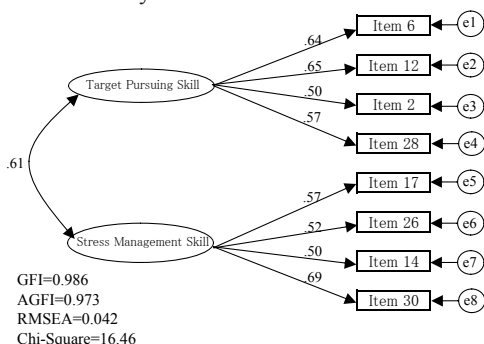 Item 6
e1
.64
Item 12
e2
.65
Target Pursuing Skill
.50
Item 2
e3
.57
Item 28
e4
.61
Item 17
e5
.57
.52
Item 26
e6
Stress Management Skill
.50
Item 14
e7
.69
Item 30
e8
GFI=0.986
AGFI=0.973
RMSEA=0.042
Chi-Square=16.46